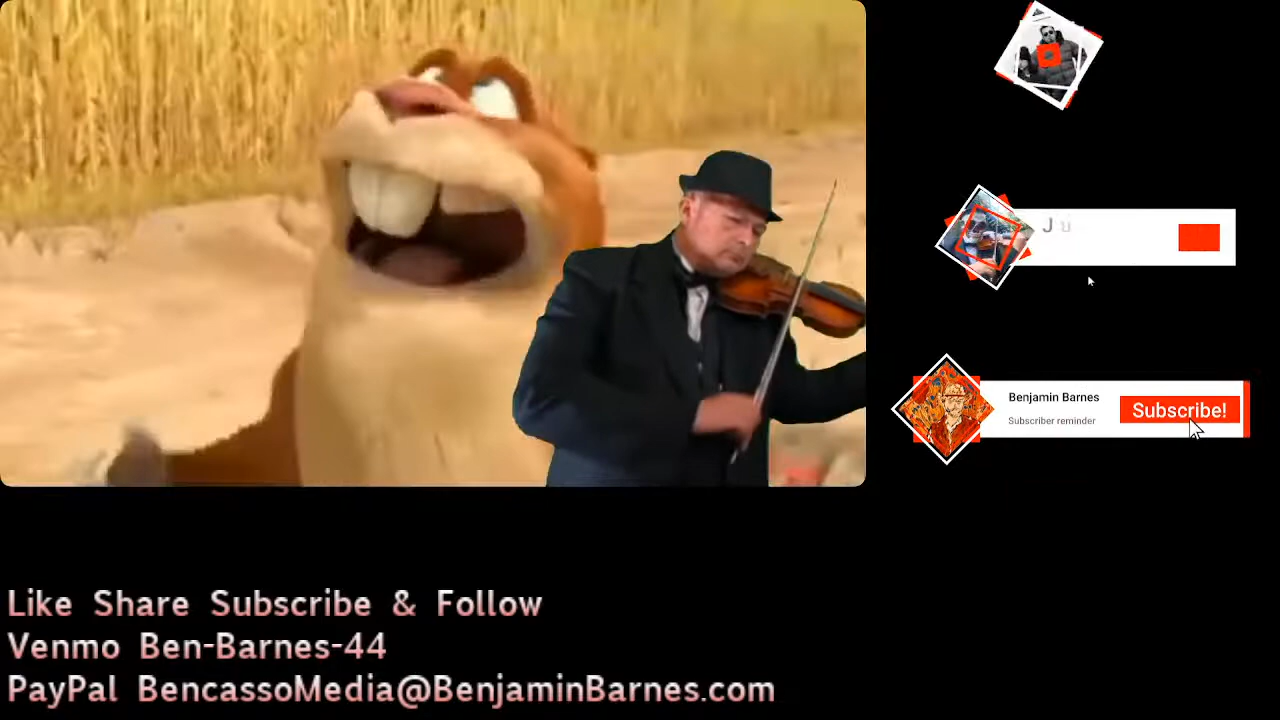 Benjamin Barnes
Subscriber reminder
Subscribe!
Like Share Subscribe & Follow
Venmo Ben-Barnes-44
PayPal BencassoMedia@BenjaminBarnes.com